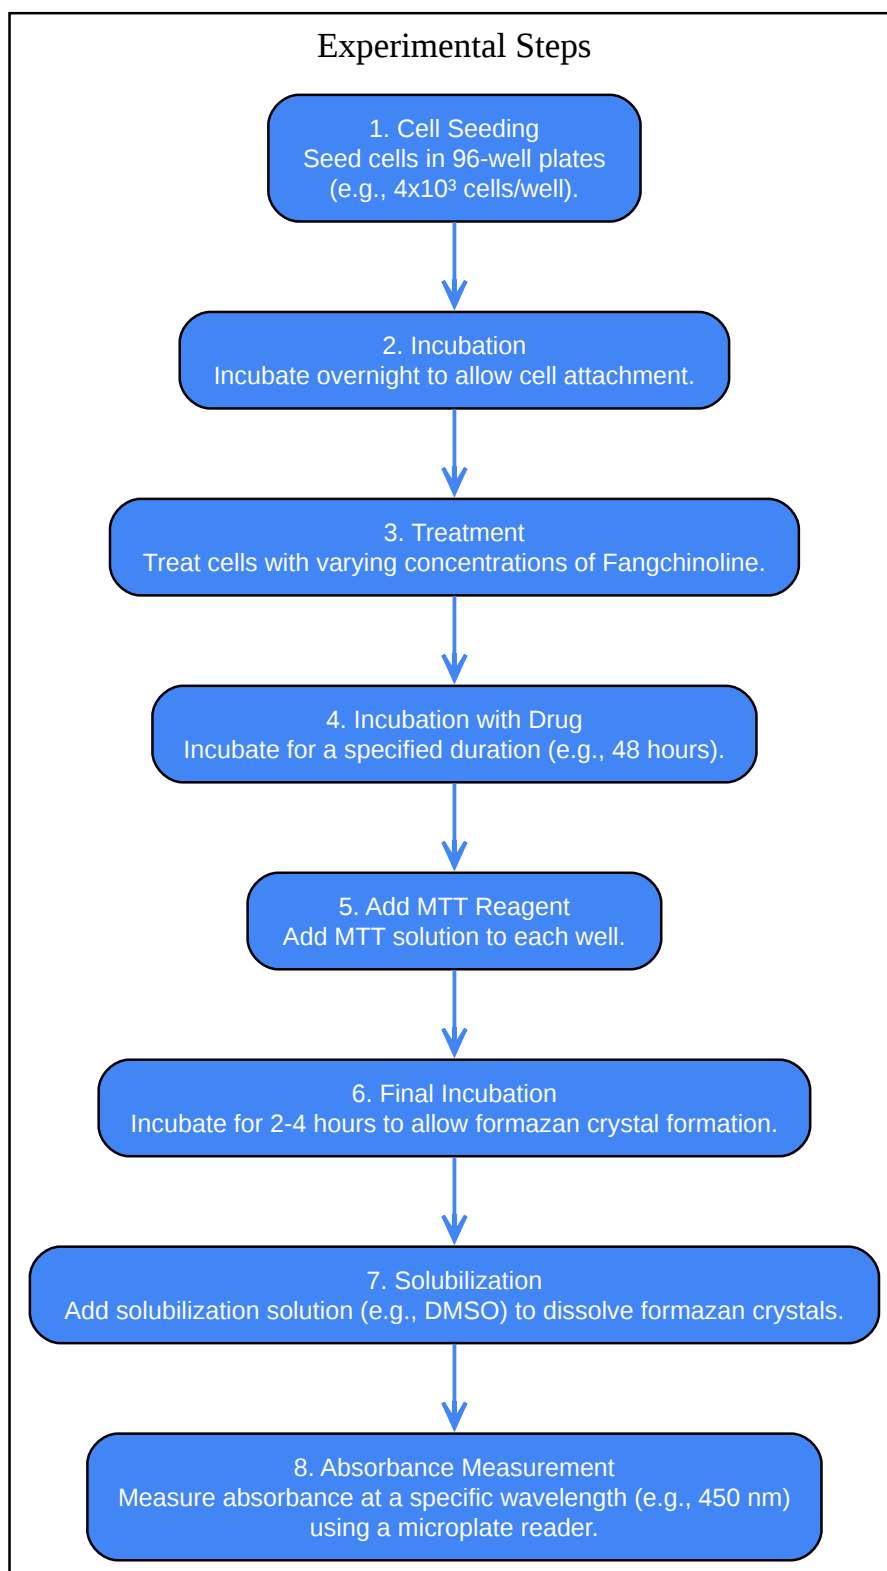 Experimental Steps
1. Cell Seeding
Seed cells in 96-well plates
(e.g., 4x10³ cells/well).
2. Incubation
Incubate overnight to allow cell attachment.
3. Treatment
Treat cells with varying concentrations of Fangchinoline.
4. Incubation with Drug
Incubate for a specified duration (e.g., 48 hours).
5. Add MTT Reagent
Add MTT solution to each well.
6. Final Incubation
Incubate for 2-4 hours to allow formazan crystal formation.
7. Solubilization
Add solubilization solution (e.g., DMSO) to dissolve formazan crystals.
8. Absorbance Measurement
Measure absorbance at a specific wavelength (e.g., 450 nm)
using a microplate reader.